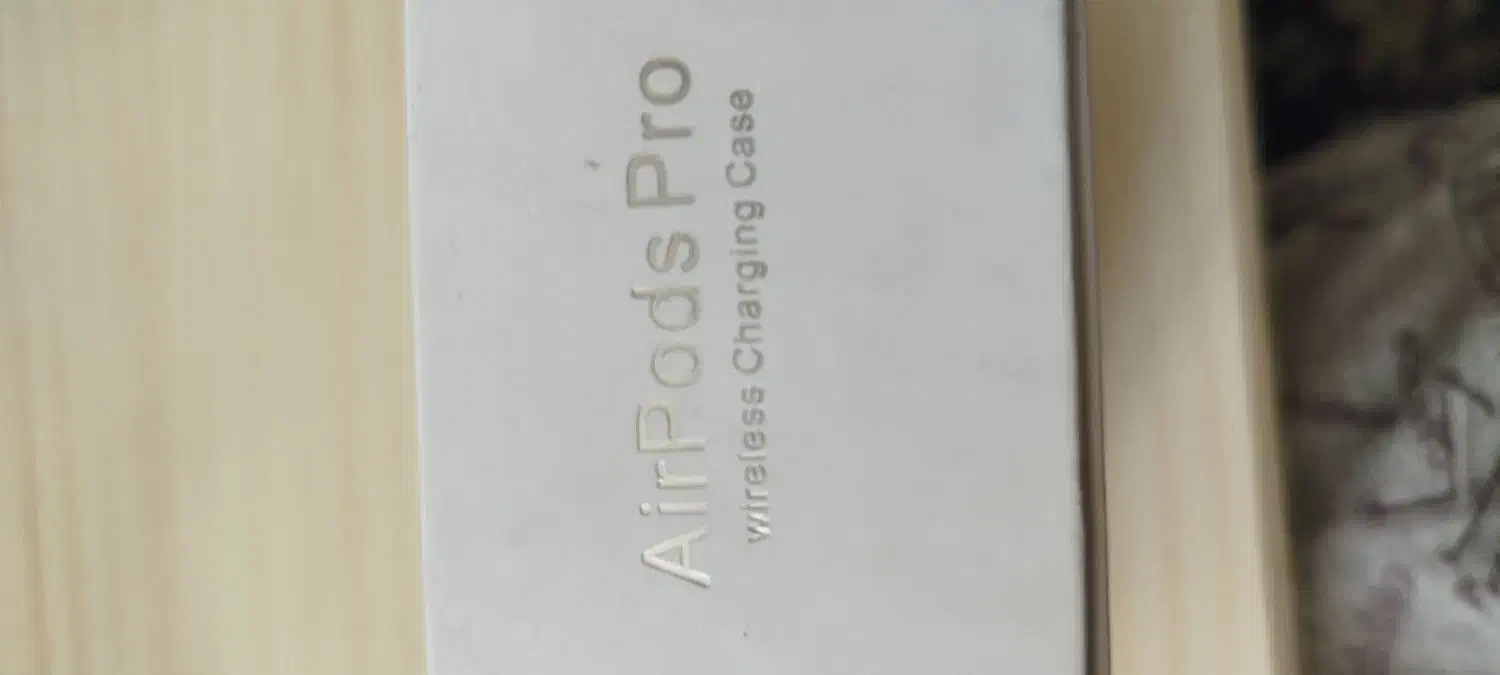 AirPods Pro
wireless Charging Case